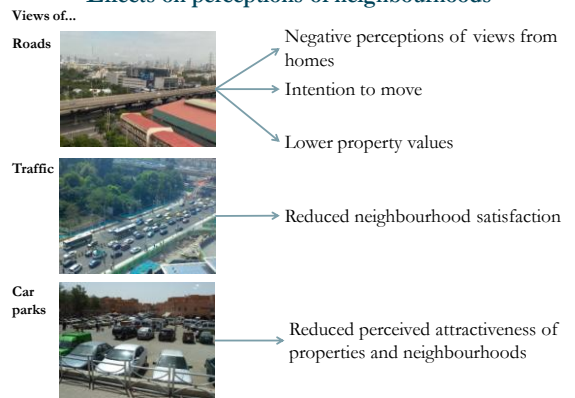 Effects on perceptions of neighbourhoods
Views of...
Roads
Negative perceptions of views from
homes
Intention to move
Lower property values
Traffic
Reduced neighbourhood satisfaction
Car
parks
Reduced perceived attractiveness of
properties and neighbourhoods